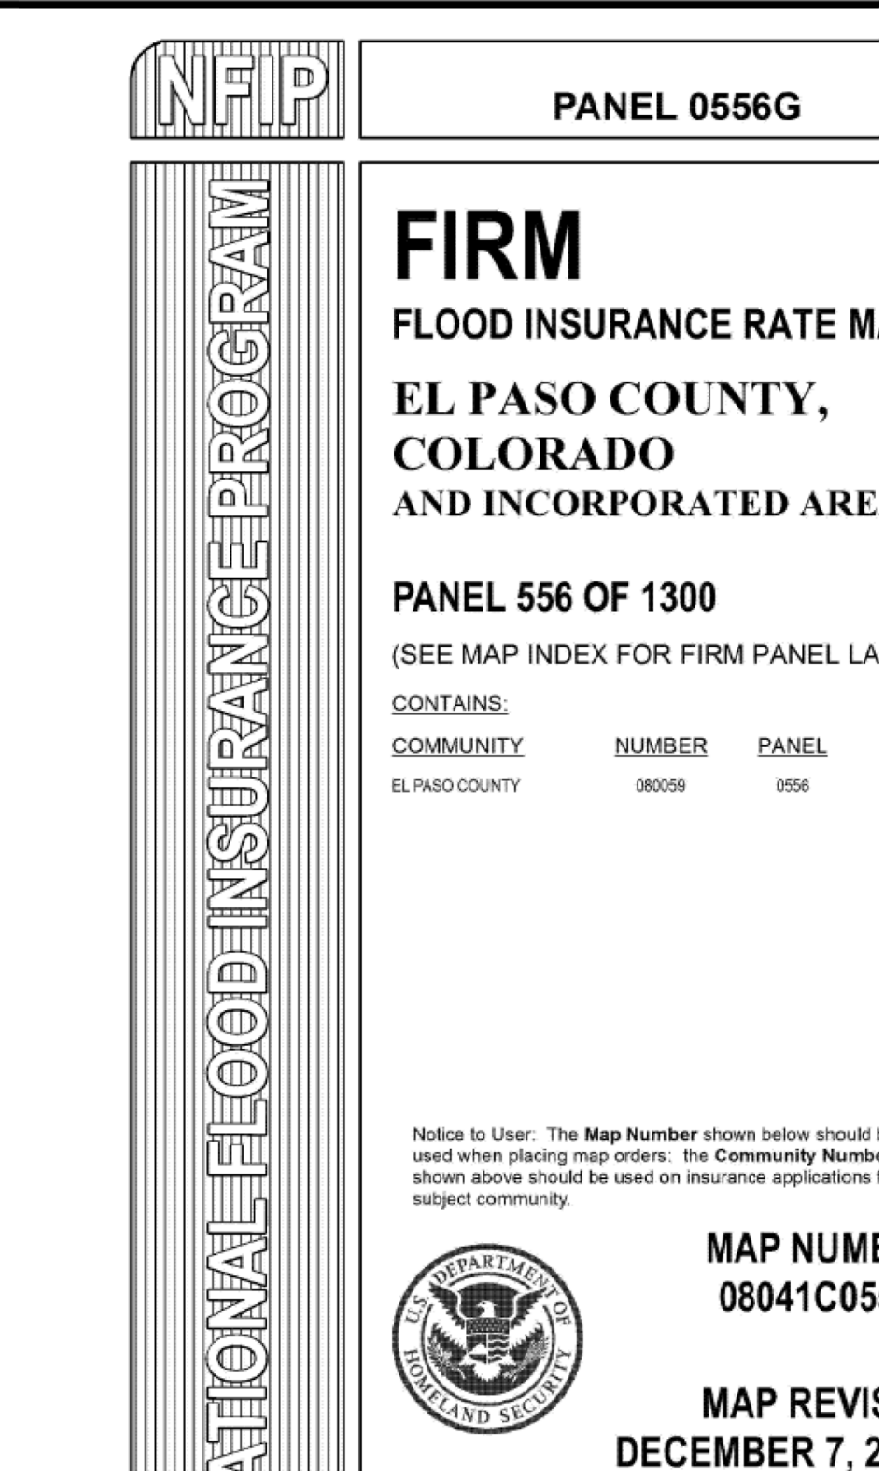 NFIP
PANEL 0556G
NATIONAL FLOOD INSURANCE PROGRAM
FIRM
FLOOD INSURANCE RATE MA
EL PASO COUNTY,
COLORADO
AND INCORPORATED ARE
PANEL 556 OF 1300
(SEE MAP INDEX FOR FIRM PANEL LA
CONTAINS:
COMMUNITY NUMBER PANEL
EL PASO COUNTY 080059 0556
Notice to User: The Map Number shown below should b
used when placing map orders: the Community Numbe
shown above should be used on insurance applications f
subject community.
U.S. DEPARTMENT OF
HOMELAND SECURITY
MAP NUMB
08041C055
MAP REVIS
DECEMBER 7, 2